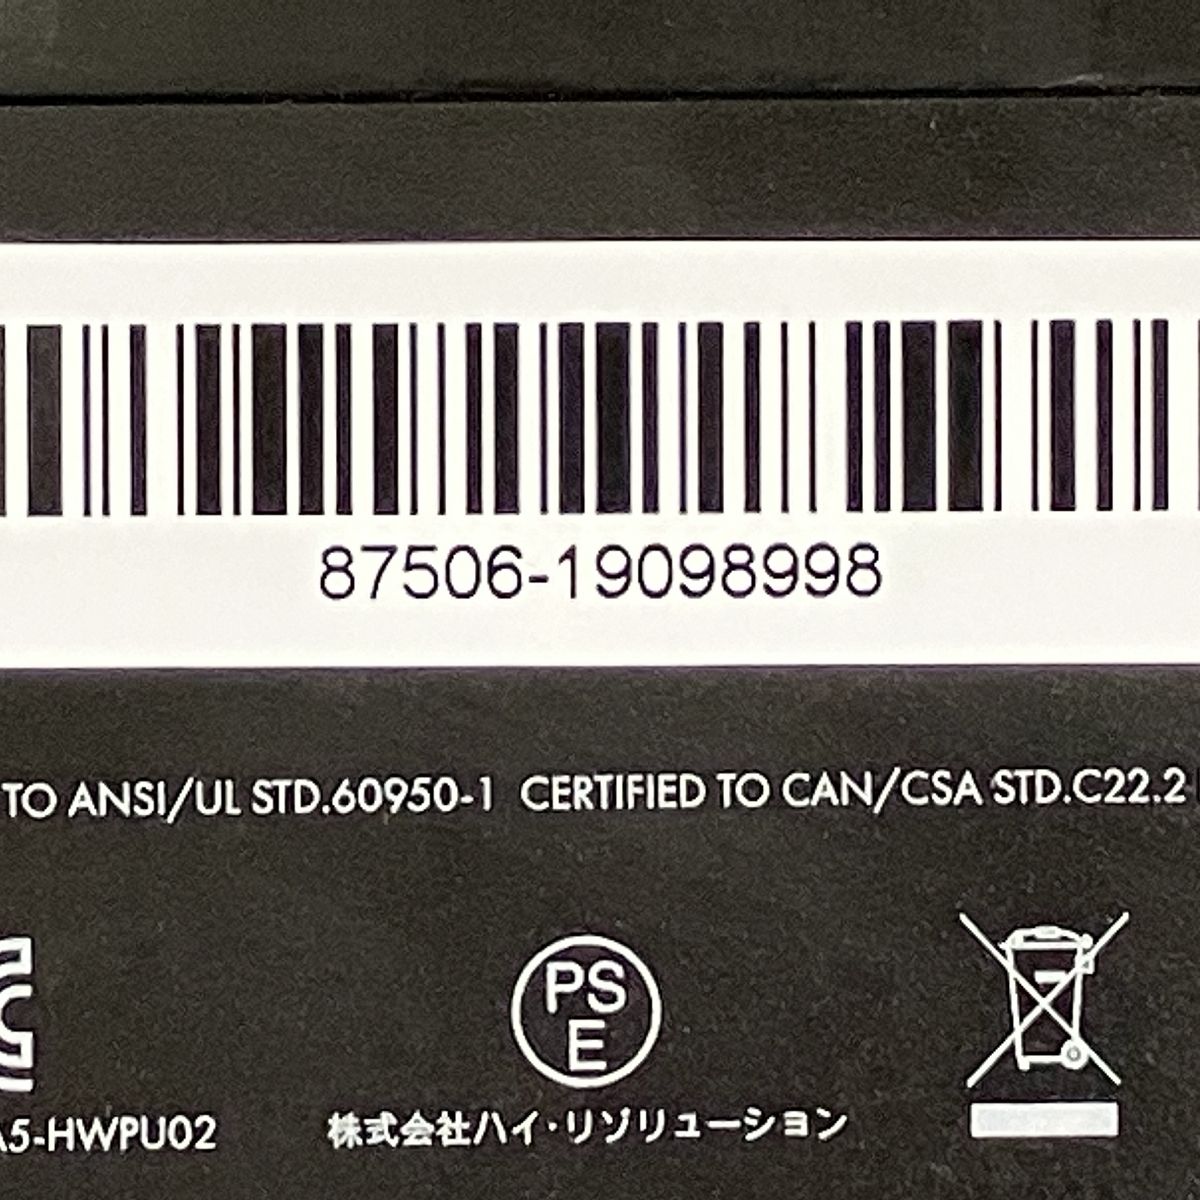 87506-19098998
TO ANSI/UL STD.60950-1 CERTIFIED TO CAN/CSA STD.C22.2
PS
E
A5-HWPU02
株式会社ハイ・リゾリューション